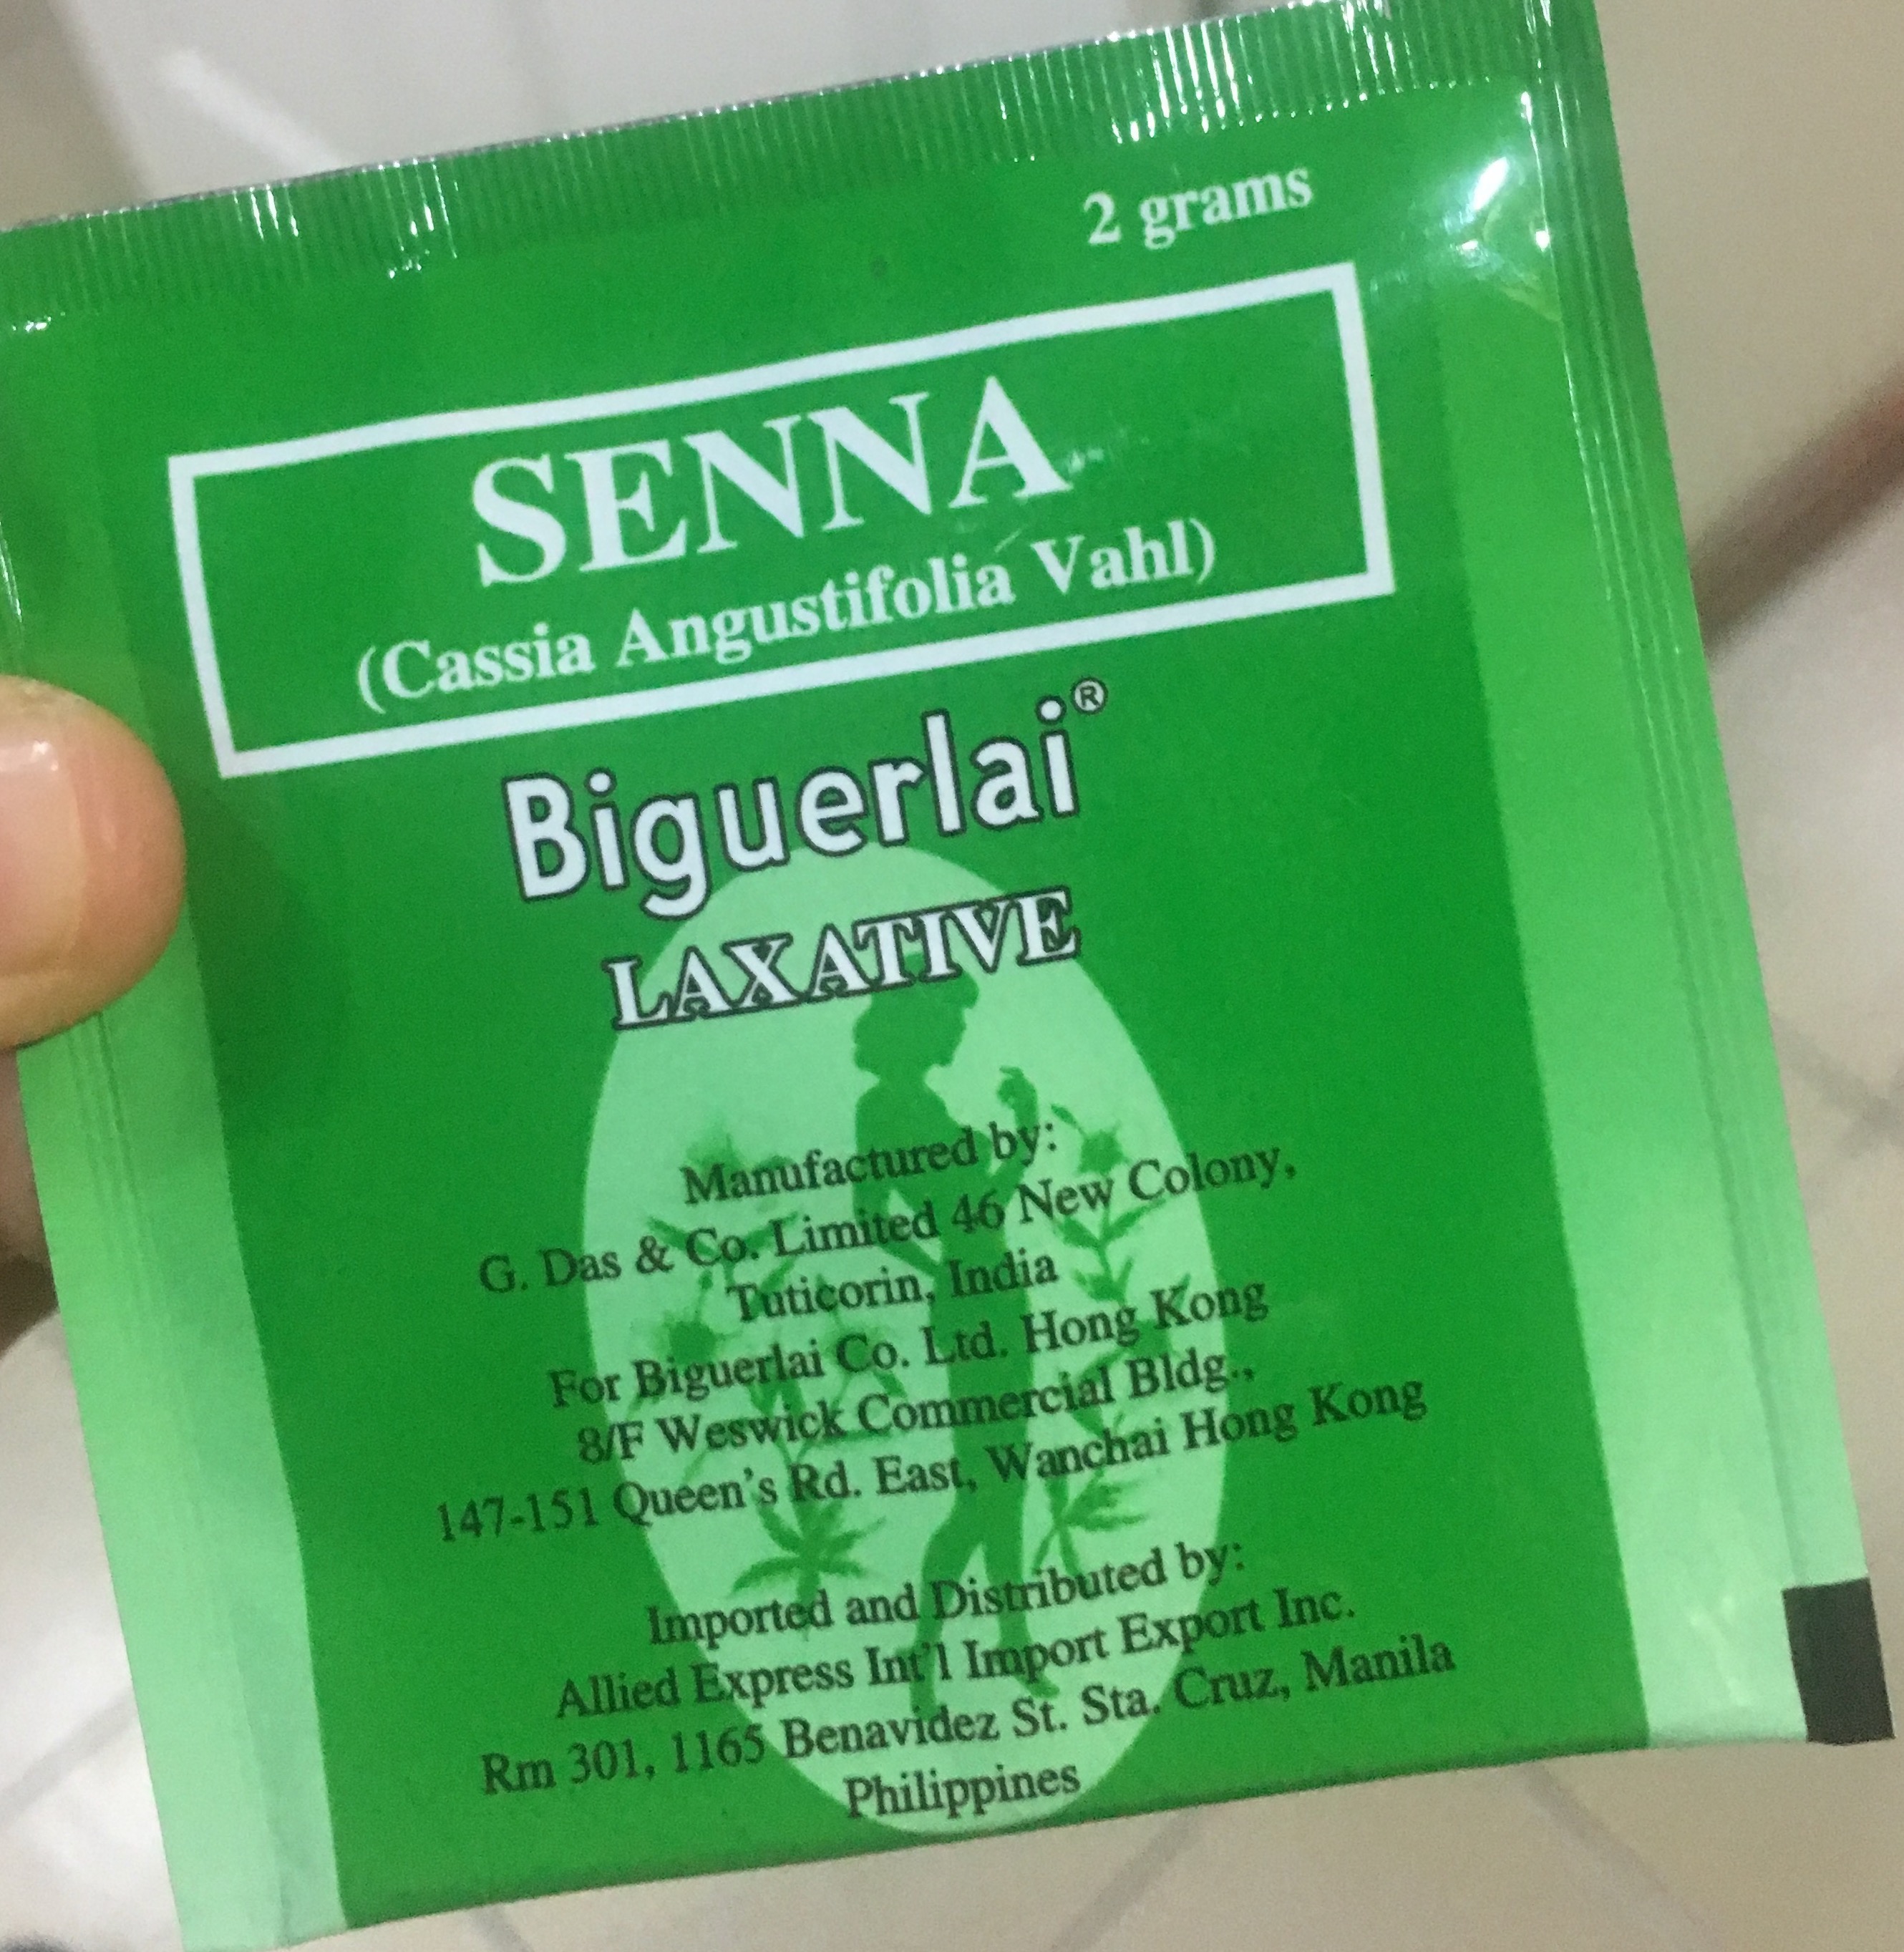 2 grams
SENNA
(Cassia Angustifolia Vahl)
Biguerlai®
LAXATIVE
Manufactured by:
G. Das & Co. Limited 46 New Colony,
Tuticorin, India
For Biguerlai Co. Ltd. Hong Kong
8/F Weswick Commercial Bldg.,
147-151 Queen's Rd. East, Wanchai Hong Kong
Imported and Distributed by:
Allied Express Int'l Import Export Inc.
Rm 301, 1165 Benavidez St. Sta. Cruz, Manila
Philippines